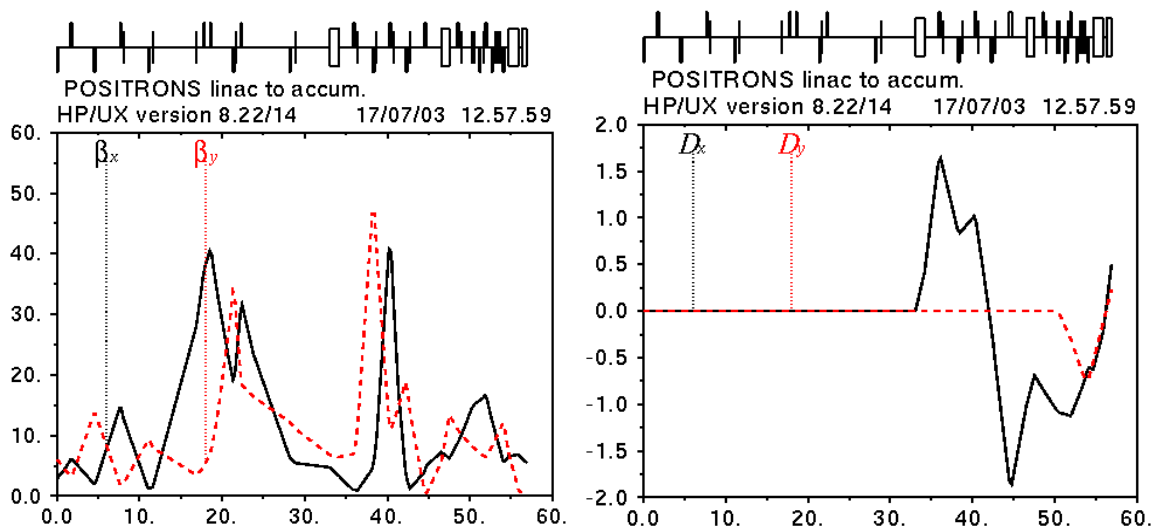 POSITRONS linac to accum.
HP/UX version 8.22/14 17/07/03 12.57.59
60.
50.
40.
30.
20.
10.
0.0
βx βy
0. 10. 20. 30. 40. 50. 60.
POSITRONS linac to accum.
HP/UX version 8.22/14 17/07/03 12.57.59
2.0
1.5
1.0
0.5
0.0
-0.5
-1.0
-1.5
-2.0
Dx Dy
0. 10. 20. 30. 40. 50. 60.